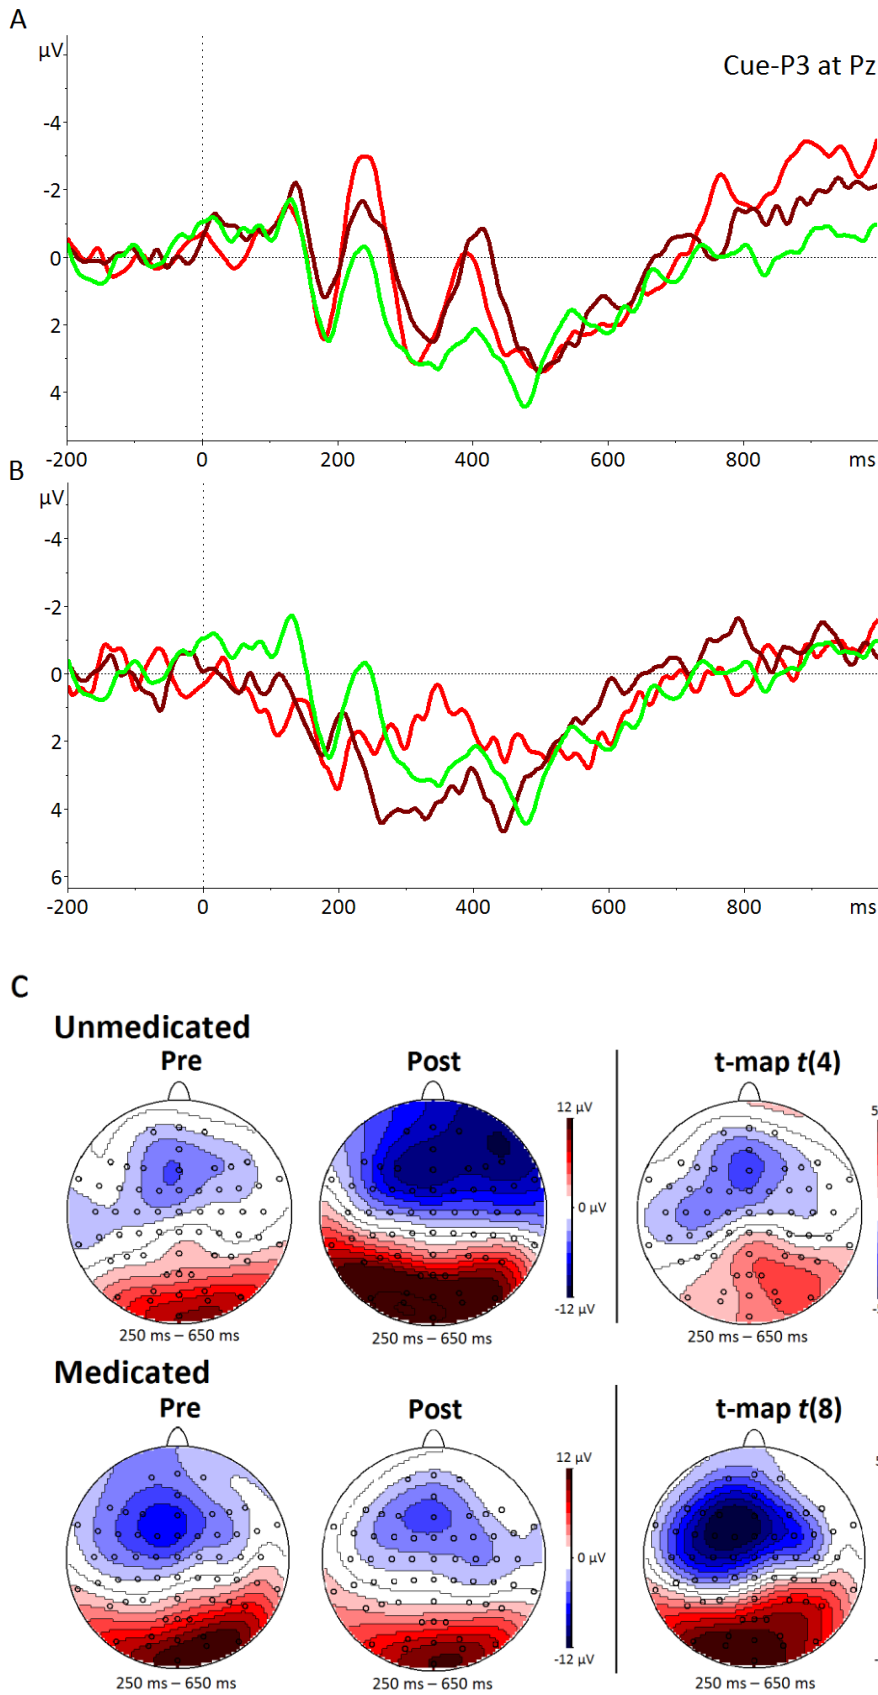 A
µV
Cue-P3 at Pz
-4
-2
0
2
4
-200 0 200 400 600 800 ms
B
µV
-4
-2
0
2
4
6
-200 0 200 400 600 800 ms
C
Unmedicated
Pre Post t-map t(4)
12 µV 5
0 µV
-12 µV
250 ms – 650 ms 250 ms – 650 ms 250 ms – 650 ms
Medicated
Pre Post t-map t(8)
12 µV 5
0 µV
-12 µV
250 ms – 650 ms 250 ms – 650 ms 250 ms – 650 ms